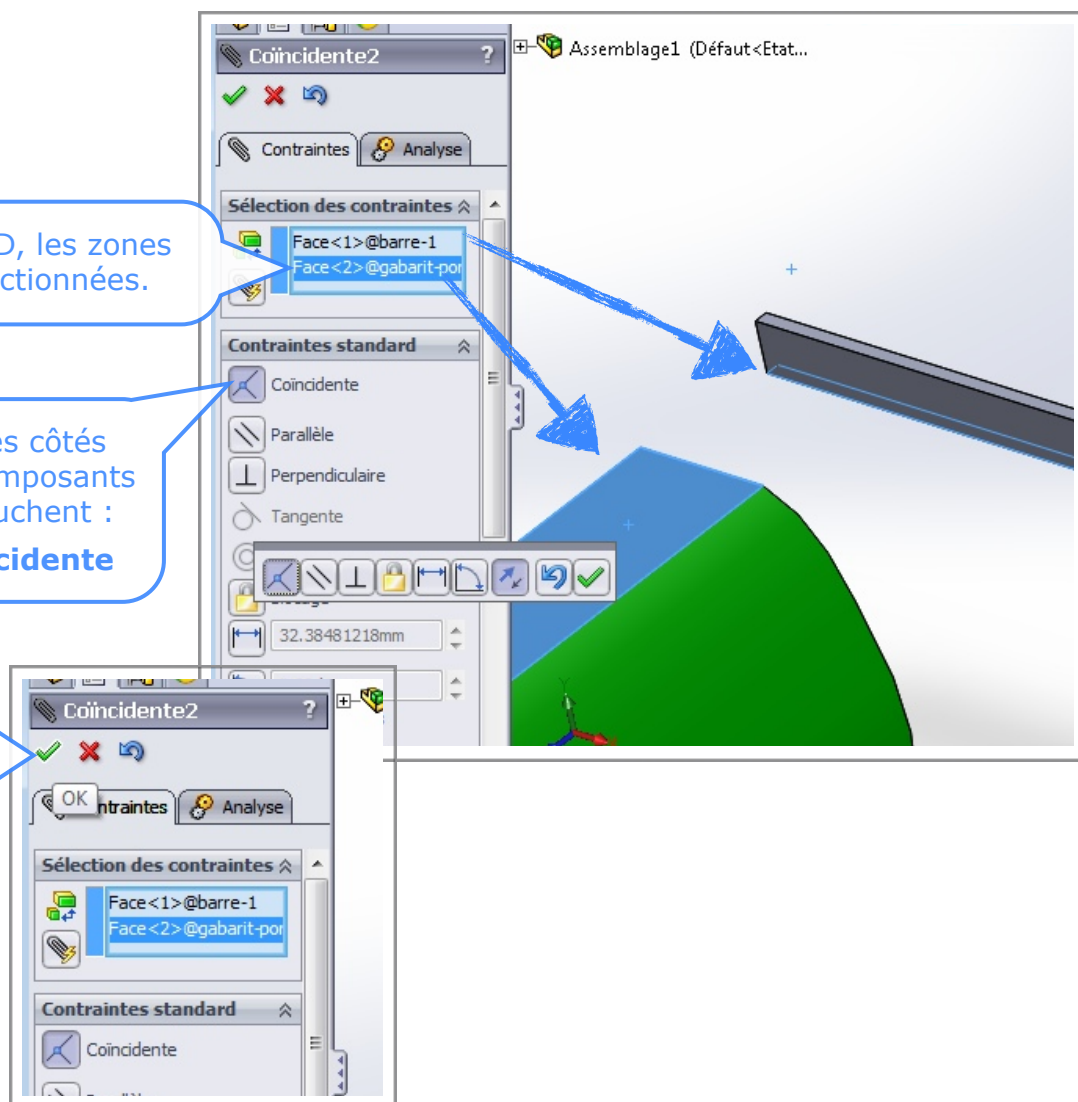 Coïncidente2 ?
Assemblage1 (Défaut<Etat...
Contraintes Analyse
Sélection des contraintes
Face<1>@barre-1
Face<2>@gabarit-por
D, les zones
ctionnées.
Contraintes standard
Coïncidente
Parallèle
Perpendiculaire
Tangente
es côtés
mposants
uchent :
cidente
32.38481218mm
Coïncidente2 ?
OK
ntraintes Analyse
Sélection des contraintes
Face<1>@barre-1
Face<2>@gabarit-por
Contraintes standard
Coïncidente